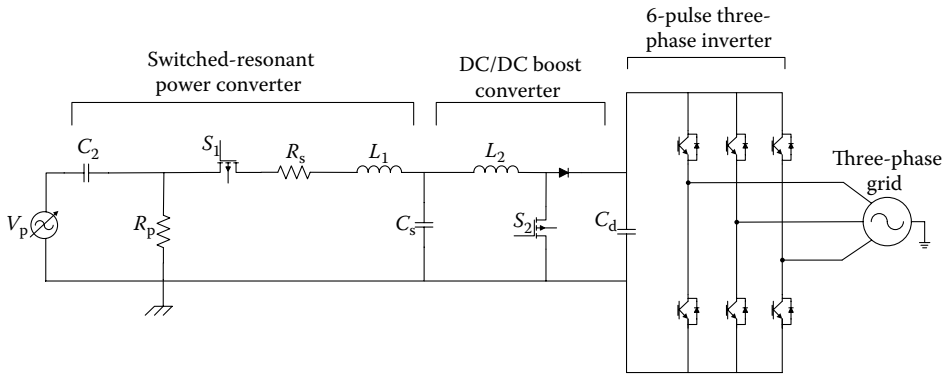 6-pulse three-
phase inverter
Switched-resonant
power converter
DC/DC boost
converter
C2
S1
Rs
L1
L2
Three-phase
grid
Vp
Rp
Cs
S2
Cd